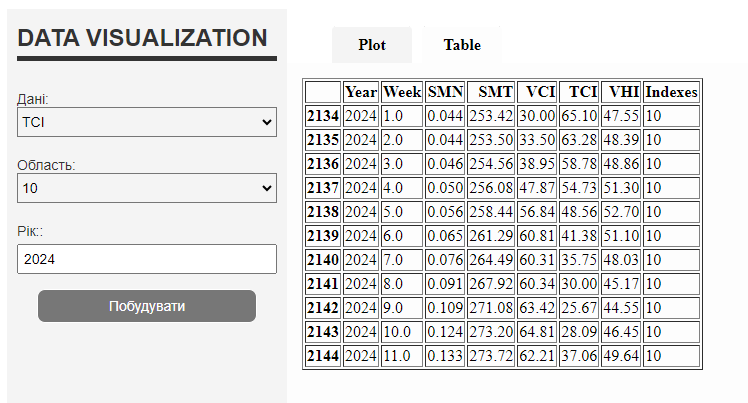 DATA VISUALIZATION
Дані:
TCI
Область:
10
Рік::
2024
Побудувати
Plot Table
Year Week SMN SMT VCI TCI VHI Indexes
2134 2024 1.0 0.044 253.42 30.00 65.10 47.55 10
2135 2024 2.0 0.044 253.50 33.50 63.28 48.39 10
2136 2024 3.0 0.046 254.56 38.95 58.78 48.86 10
2137 2024 4.0 0.050 256.08 47.87 54.73 51.30 10
2138 2024 5.0 0.056 258.44 56.84 48.56 52.70 10
2139 2024 6.0 0.065 261.29 60.81 41.38 51.10 10
2140 2024 7.0 0.076 264.49 60.31 35.75 48.03 10
2141 2024 8.0 0.091 267.92 60.34 30.00 45.17 10
2142 2024 9.0 0.109 271.08 63.42 25.67 44.55 10
2143 2024 10.0 0.124 273.20 64.81 28.09 46.45 10
2144 2024 11.0 0.133 273.72 62.21 37.06 49.64 10